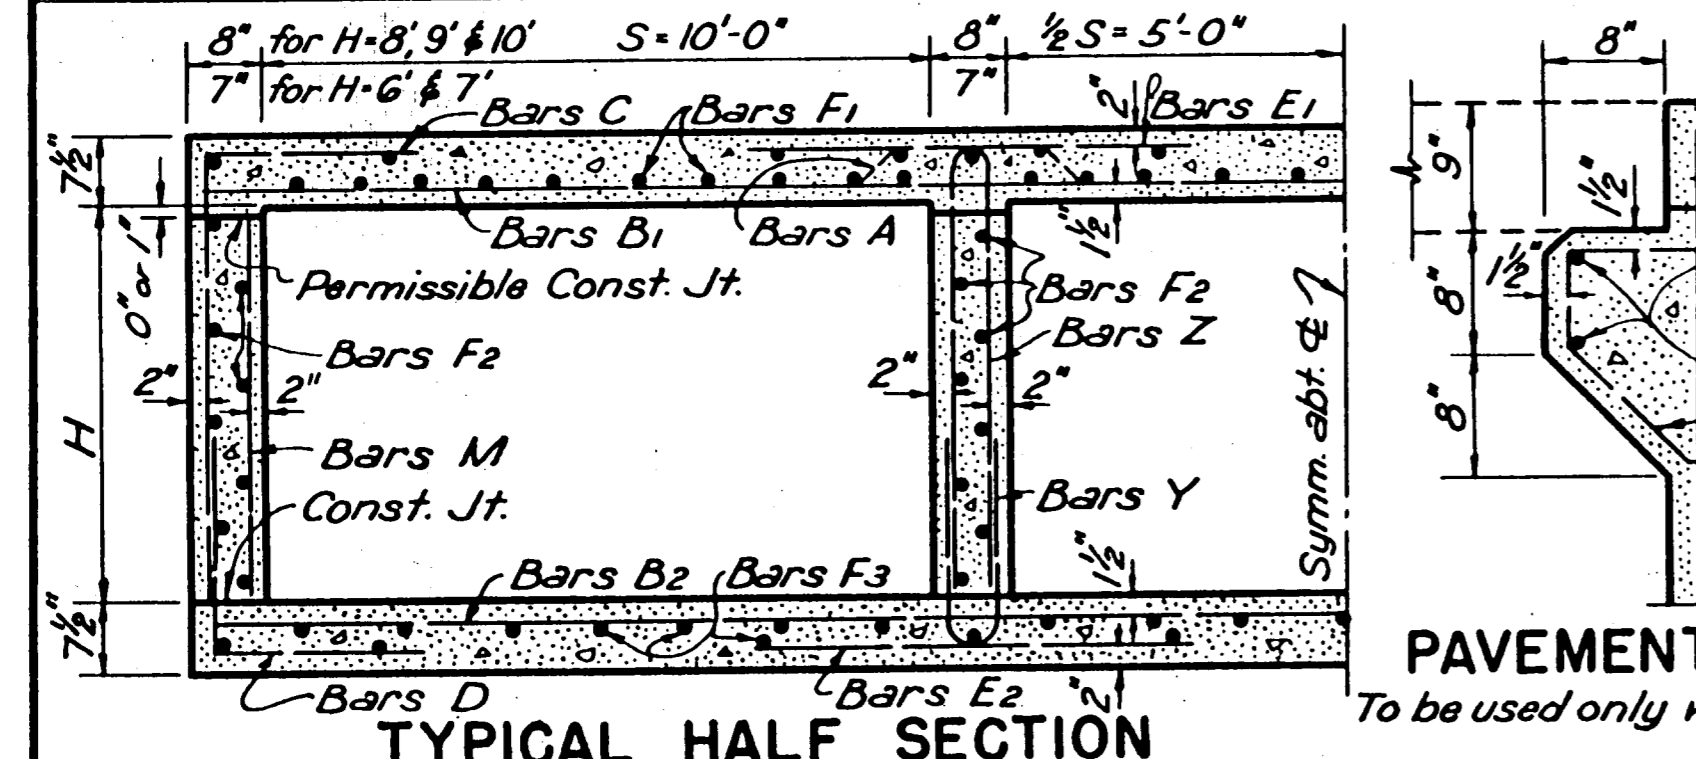 8" for H=8', 9' & 10' S=10'-0" 8" ½ S=5'-0" 8"
7" for H=6' & 7' 7"
Bars C Bars F1 2" Bars E1
7½"
9"
1½"
Bars B1 Bars A 1½"
0" or 1"
Permissible Const. Jt. Bars F2
1½" 8"
Bars F2 Bars Z
2" 2" 2" 2"
H
8"
Bars M
Symm. abt. ℄
Const. Jt. Bars Y
1½"
Bars B2 Bars F3
7½"
Bars D Bars E2 2"
PAVEMENT
To be used only
TYPICAL HALF SECTION